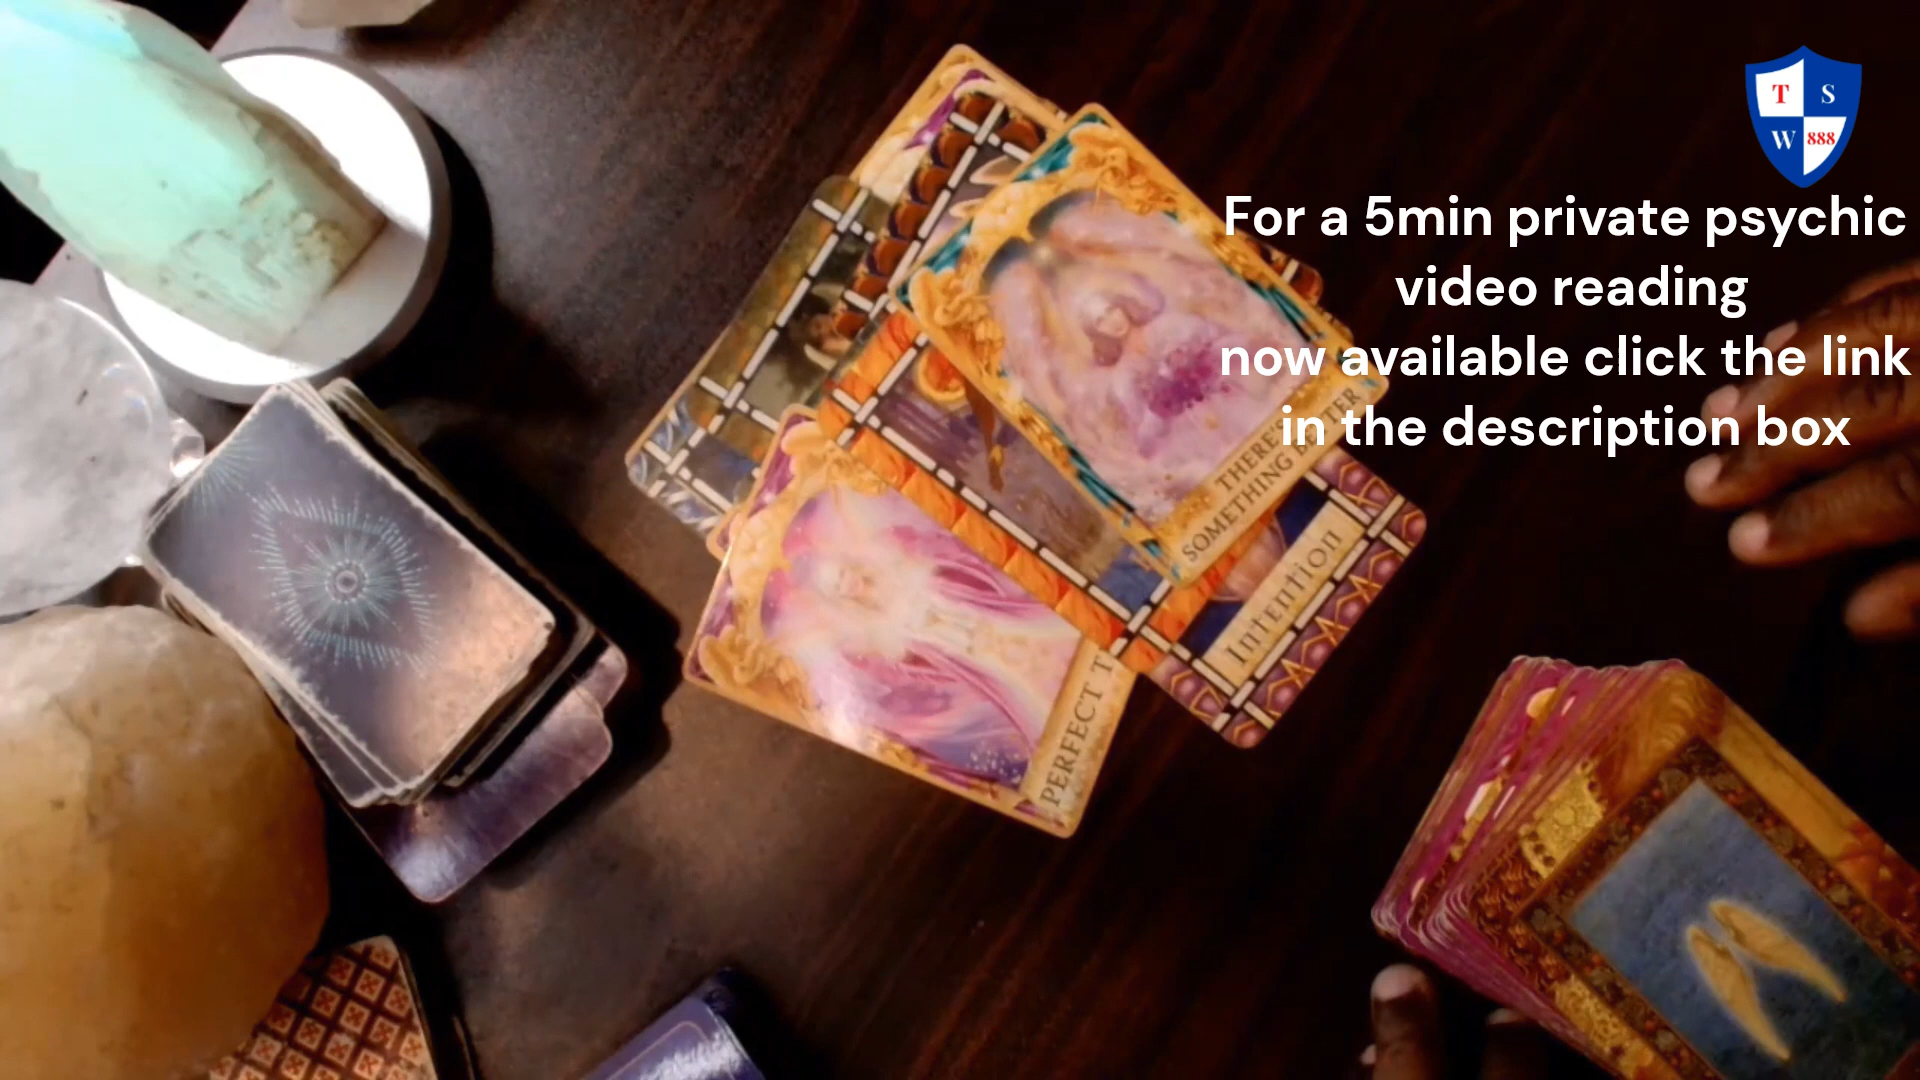 T S
W 888
For a 5min private psychic
video reading
now available click the link
in the description box
THERE'S
SOMETHING BETTER
Intention
PERFECT T